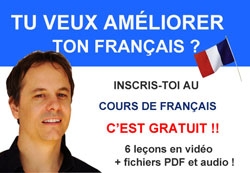 TU VEUX AMÉLIORER
TON FRANÇAIS ?
INSCRIS-TOI AU
COURS DE FRANÇAIS
C'EST GRATUIT !!
6 leçons en vidéo
+ fichiers PDF et audio !